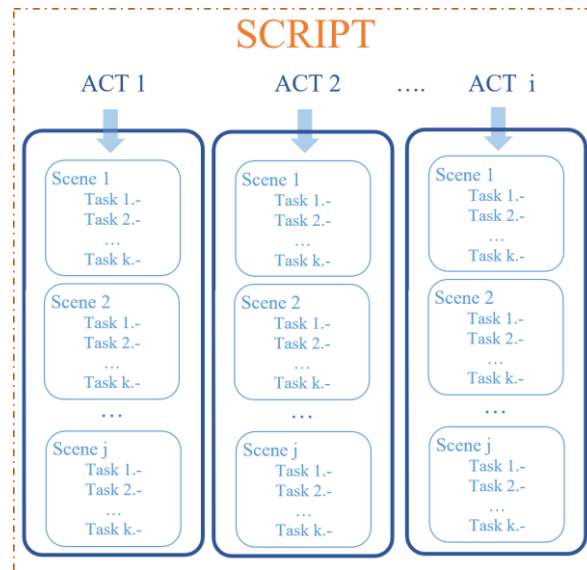 SCRIPT
ACT 1
ACT 2
....
ACT i
Scene 1
Task 1.-
Task 2.-
...
Task k.-
Scene 2
Task 1.-
Task 2.-
...
Task k.-
...
Scene j
Task 1.-
Task 2.-
...
Task k.-
Scene 1
Task 1.-
Task 2.-
...
Task k.-
Scene 2
Task 1.-
Task 2.-
...
Task k.-
...
Scene j
Task 1.-
Task 2.-
...
Task k.-
Scene 1
Task 1.-
Task 2.-
...
Task k.-
Scene 2
Task 1.-
Task 2.-
...
Task k.-
...
Scene j
Task 1.-
Task 2.-
...
Task k.-